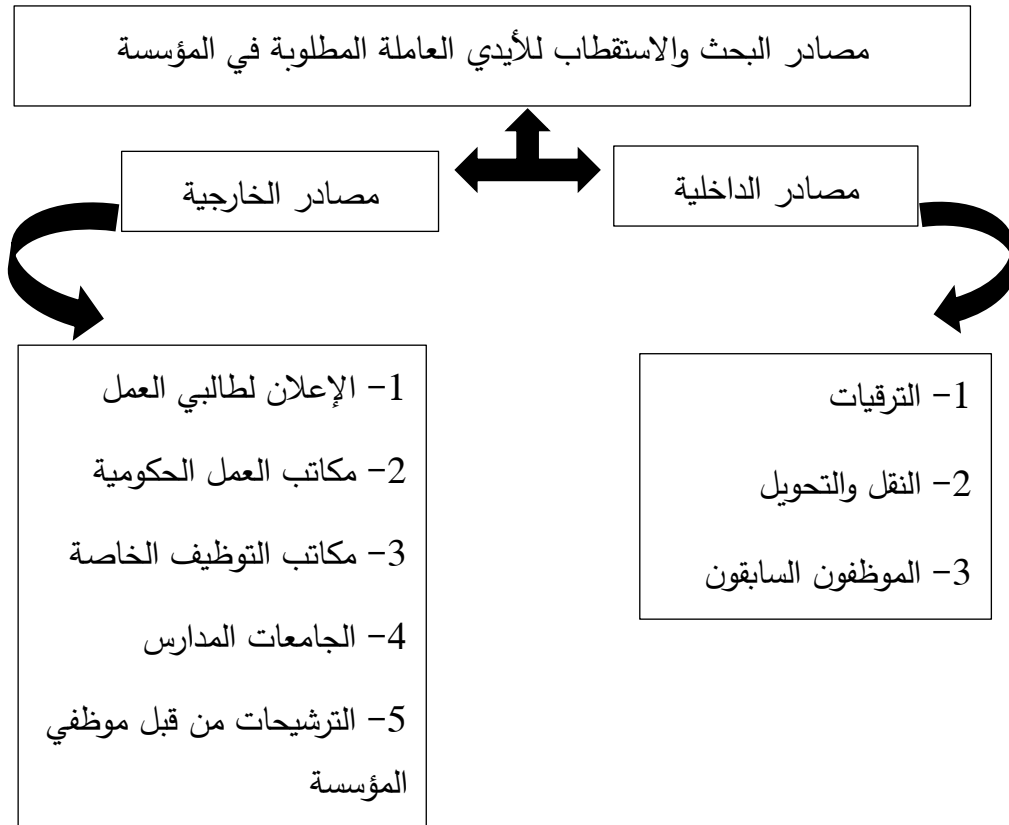 مصادر البحث والاستقطاب للأيدي العاملة المطلوبة في المؤسسة
مصادر الداخلية
مصادر الخارجية
1- الترقيات
2- النقل والتحويل
3- الموظفون السابقون
1- الإعلان لطالبي العمل
2- مكاتب العمل الحكومية
3- مكاتب التوظيف الخاصة
4- الجامعات المدارس
5- الترشيحات من قبل موظفي
المؤسسة